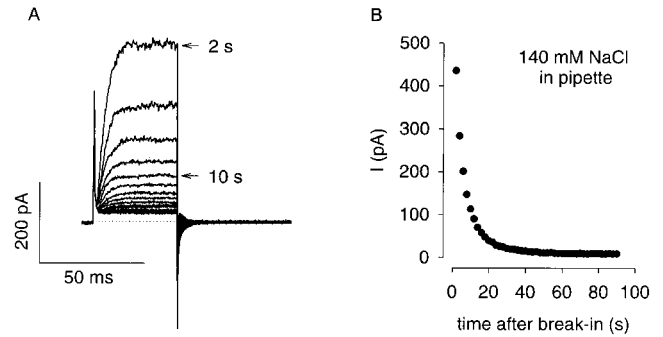 A
2 s
10 s
200 pA
50 ms
B
140 mM NaCl
in pipette
I (pA)
500
400
300
200
100
0
0 20 40 60 80 100
time after break-in (s)